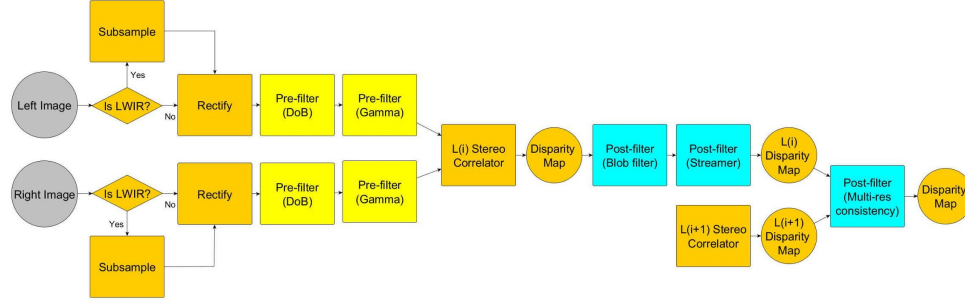 Subsample
Yes
Left Image
Is LWIR?
No
Rectify
Pre-filter
(DoB)
Pre-filter
(Gamma)
L(i) Stereo
Correlator
Disparity
Map
Post-filter
(Blob filter)
Post-filter
(Streamer)
L(i)
Disparity
Map
Right Image
Is LWIR?
No
Yes
Rectify
Pre-filter
(DoB)
Pre-filter
(Gamma)
Subsample
L(i+1) Stereo
Correlator
L(i+1)
Disparity
Map
Post-filter
(Multi-res
consistency)
Disparity
Map